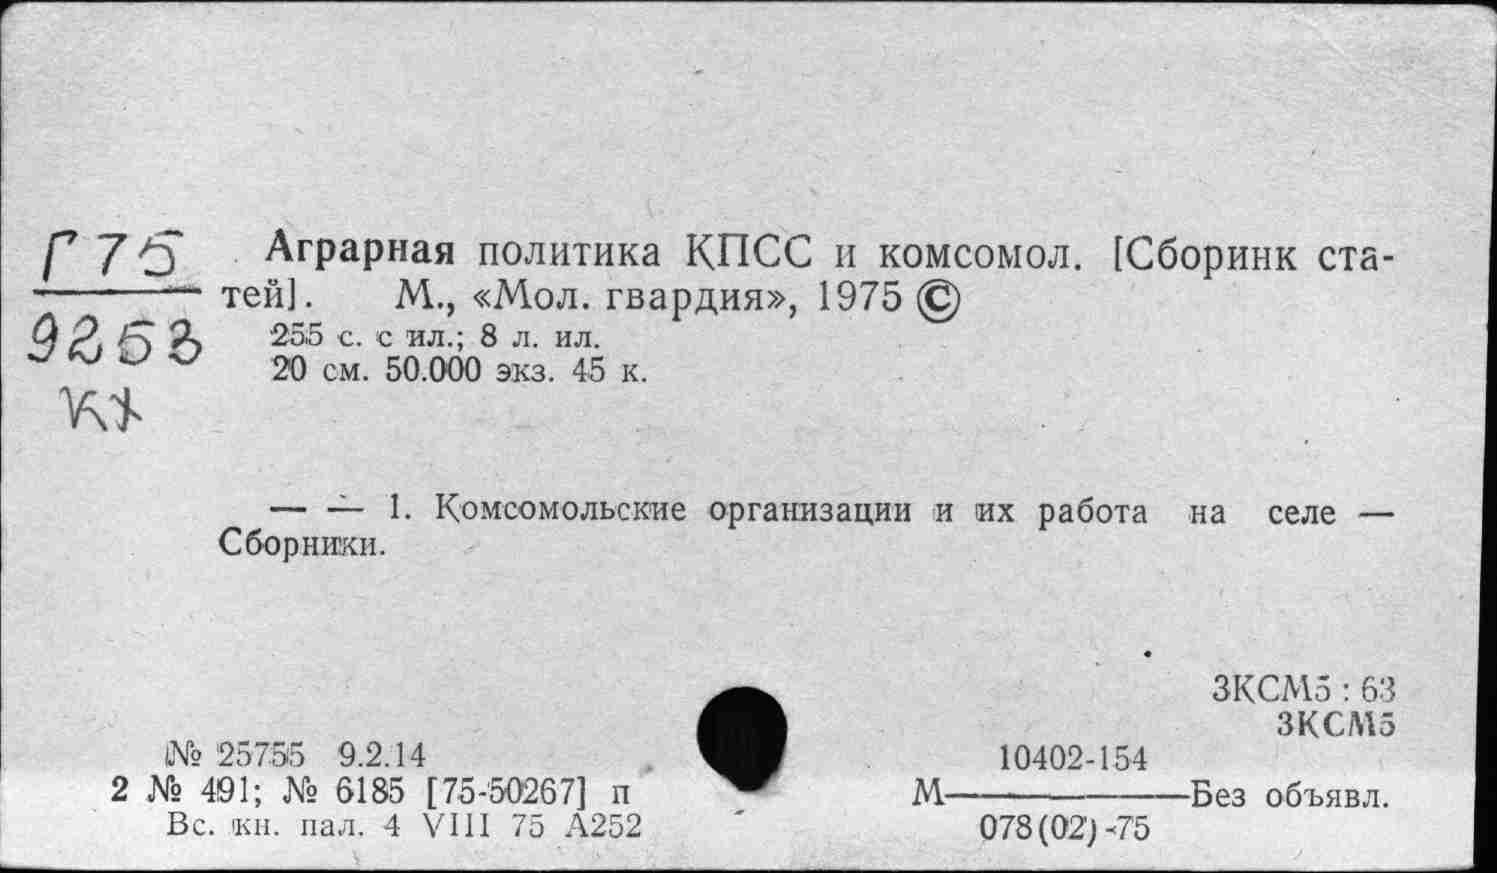 Г 75
9253
КХ
Аграрная политика КПСС и комсомол. [Сборинк ста-
тей]. М., «Мол. гвардия», 1975 ©
255 с. с ил.; 8 л. ил.
20 см. 50.000 экз. 45 к.
— — 1. Комсомольские организации и их работа на селе —
Сборники.
3КСМ5 : 63
3КСМ5
№ 25755 9.2.14
2 № 491; № 6185 [75-50267] п
Вс. кн. пал. 4 VIII 75 А252
10402-154
М————Без объявл.
078(02)-75